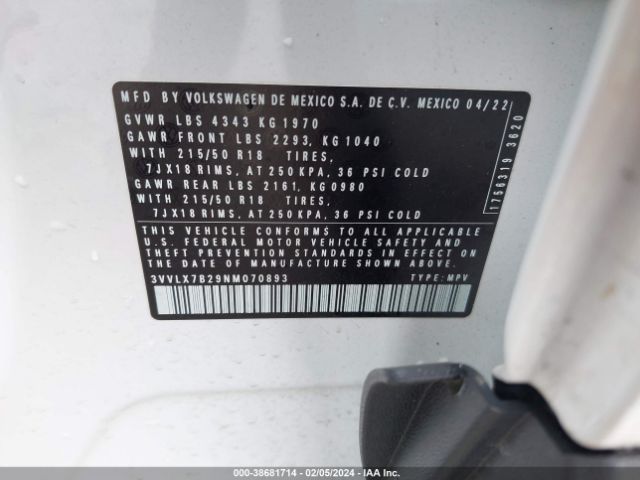 MFD BY VOLKSWAGEN DE MEXICO S.A. DE C.V. MEXICO 04/22
GVWR LBS 4343 KG 1970
GAWR FRONT LBS 2293, KG 1040
WITH 215/50 R18 TIRES,
7JX18 RIMS, AT 250 KPA, 36 PSI COLD
GAWR REAR LBS 2161, KG 0980
WITH 215/50 R18 TIRES,
7JX18 RIMS, AT 250 KPA, 36 PSI COLD
THIS VEHICLE CONFORMS TO ALL APPLICABLE
U.S. FEDERAL MOTOR VEHICLE SAFETY AND
THEFT PREVENTION STANDARDS IN EFFECT ON
THE DATE OF MANUFACTURE SHOWN ABOVE.
3VVLX7B29NM070893 TYPE: MPV
1756319 3620
000-38681714 - 02/05/2024 - IAA Inc.